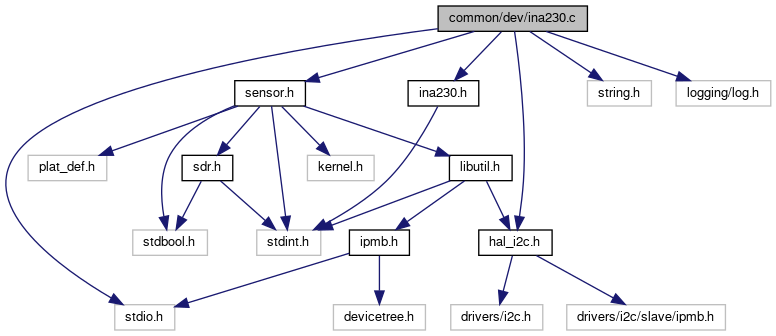 common/dev/ina230.c
sensor.h
ina230.h
string.h
logging/log.h
plat_def.h
sdr.h
kernel.h
libutil.h
stdbool.h
stdint.h
ipmb.h
hal_i2c.h
stdio.h
devicetree.h
drivers/i2c.h
drivers/i2c/slave/ipmb.h